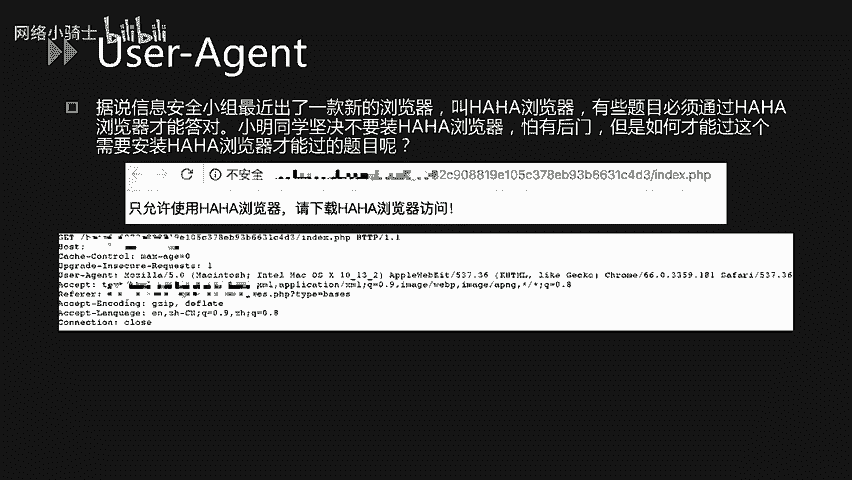 网络小骑士 bilibili
User-Agent
据说信息安全小组最近出了一款新的浏览器，叫HAHA浏览器，有些题目必须通过HAHA
浏览器才能答对。小明同学坚决不要装HAHA浏览器，怕有后门，但是如何才能过这个
需要安装HAHA浏览器才能过的题目呢？
不安全 82c908819e105c378eb93b6631c4d3/index.php
只允许使用HAHA浏览器，请下载HAHA浏览器访问！
GET 9e105c378eb93b6631c4d3/index.php HTTP/1.1
Host:
Cache-Control: max-age=0
Upgrade-Insecure-Requests: 1
User-Agent: Mozilla/5.0 (Macintosh; Intel Mac OS X 10_13_2) AppleWebKit/537.36 (KHTML, like Gecko) Chrome/66.0.3359.181 Safari/537.36
Accept: xml,application/xml;q=0.9,image/webp,image/apng,*/*;q=0.8
Referer: es.php?type=bases
Accept-Encoding: gzip, deflate
Accept-Language: en,zh-CN;q=0.9,zh;q=0.8
Connection: close